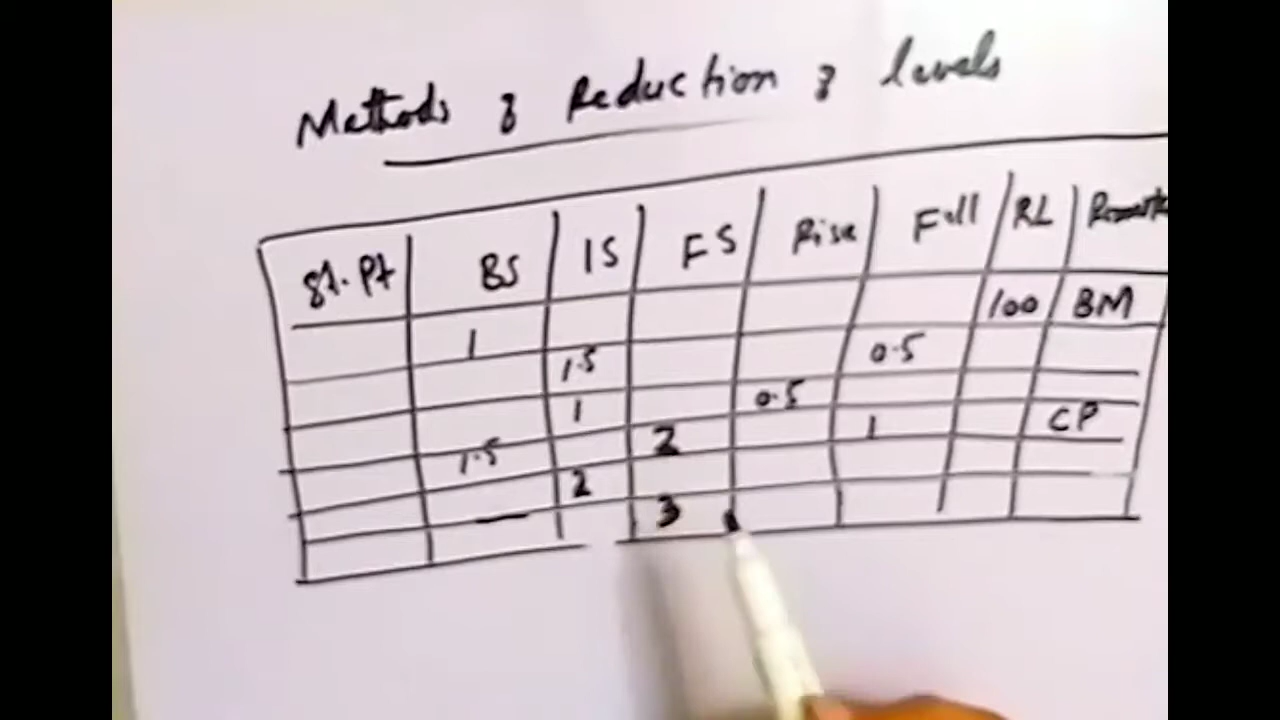 Methods of Reduction of levels
St. Pt BS IS FS Rise Fall RL Remark
1 100 BM
1.5 0.5
1 0.5
1.5 2 1 CP
2
— 3